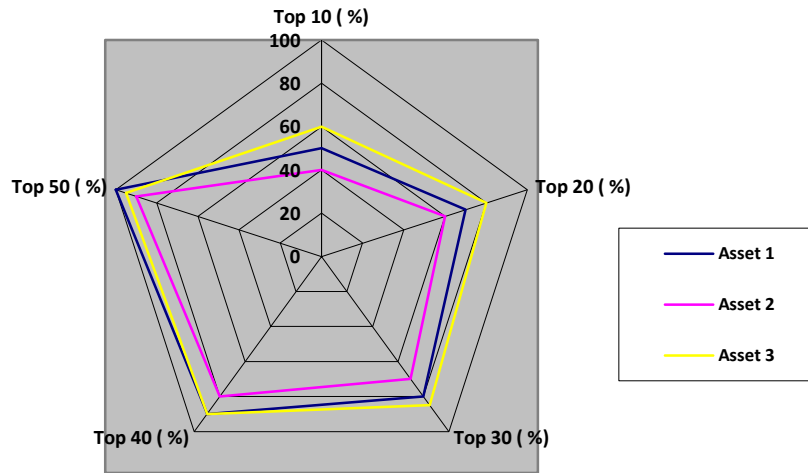 Top 10 ( %)
100
80
60
40
20
0
Top 50 ( %)
Top 20 ( %)
Top 40 ( %)
Top 30 ( %)
Asset 1
Asset 2
Asset 3